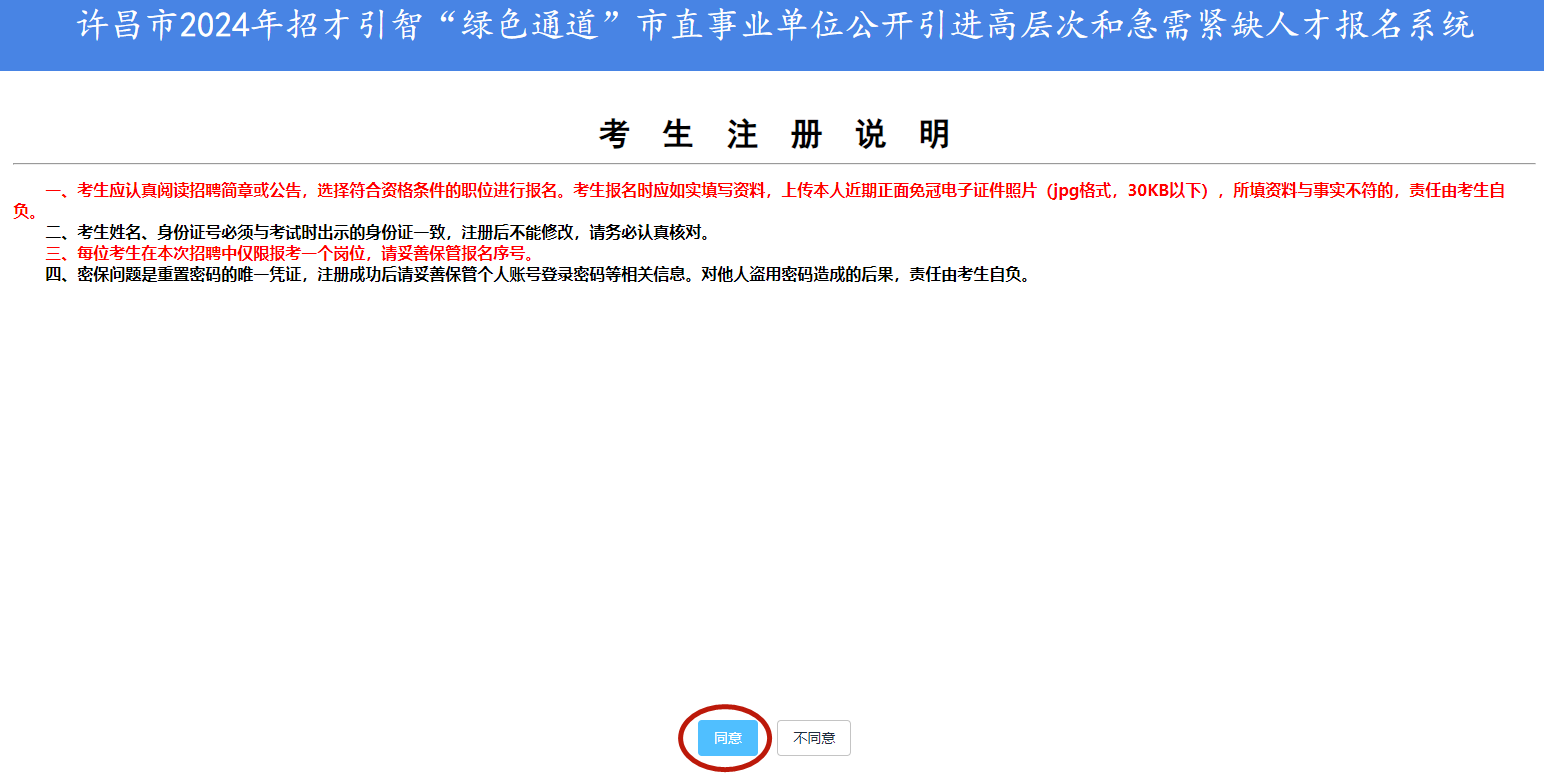 许昌市2024年招才引智“绿色通道”市直事业单位公开引进高层次和急需紧缺人才报名系统
考 生 注 册 说 明
一、考生应认真阅读招聘简章或公告，选择符合资格条件的职位进行报名。考生报名时应如实填写资料，上传本人近期正面免冠电子证件照片（jpg格式，30KB以下），所填资料与事实不符的，责任由考生自
负。
二、考生姓名、身份证号必须与考试时出示的身份证一致，注册后不能修改，请务必认真核对。
三、每位考生在本次招聘中仅限报考一个岗位，请妥善保管报名序号。
四、密保问题是重置密码的唯一凭证，注册成功后请妥善保管个人账号登录密码等相关信息。对他人盗用密码造成的后果，责任由考生自负。
同意 不同意